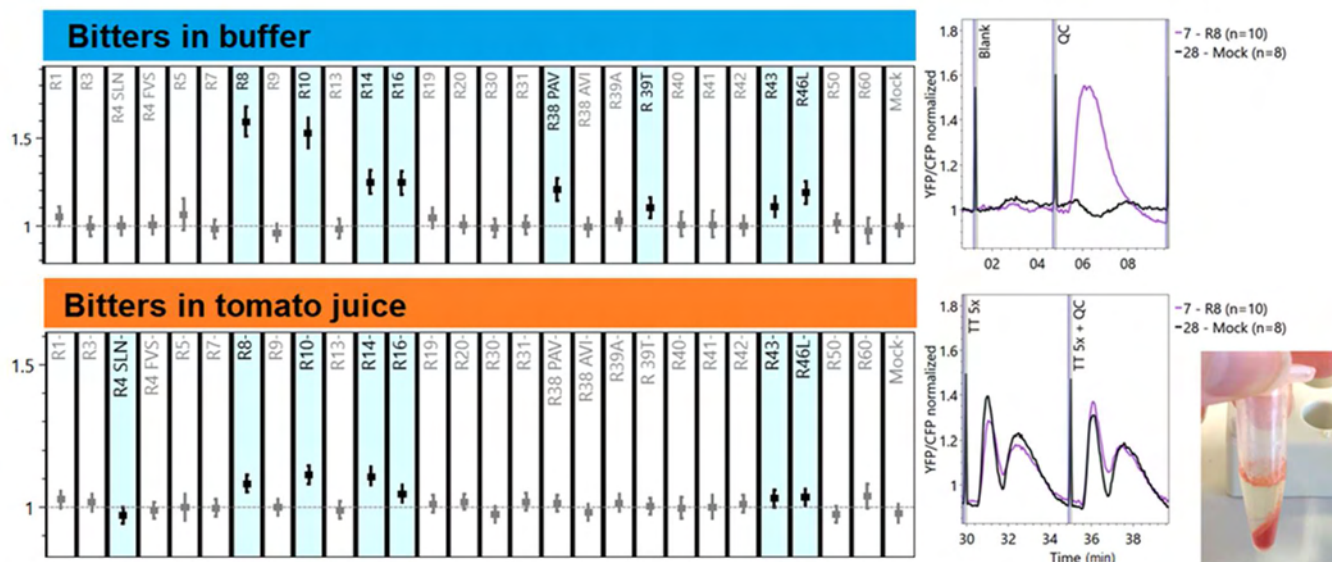 Bitters in buffer
R1 R3 R4 SLN R4 FVS R5 R7 R8 R9 R10 R13 R14 R16 R19 R20 R30 R31 R38 PAV R38 AVI R39A R 39T R40 R41 R42 R43 R46L R50 R60 Mock
1.5
1
Bitters in tomato juice
R1- R3- R4 SLN- R4 FVS- R5- R7- R8- R9- R10- R13- R14- R16- R19- R20- R30- R31- R38 PAV- R38 AVI- R39A- R 39T- R40- R41- R42- R43- R46L- R50- R60- Mock-
1.5
1
YFP/CFP normalized
1.8
1.6
1.4
1.2
1
Blank
QC
02 04 06 08
7 - R8 (n=10)
28 - Mock (n=8)
YFP/CFP normalized
1.8
1.6
1.4
1.2
1
TT 5x
TT 5x + QC
30 32 34 36 38
Time (min)
7 - R8 (n=10)
28 - Mock (n=8)